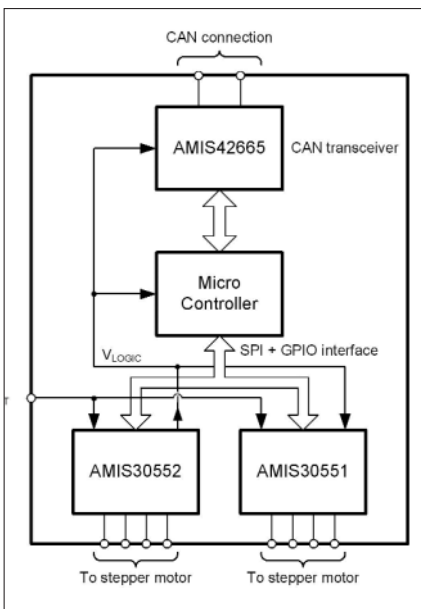 CAN connection
AMIS42665
CAN transceiver
Micro
Controller
VLOGIC
SPI + GPIO interface
T
AMIS30552
AMIS30551
To stepper motor
To stepper motor